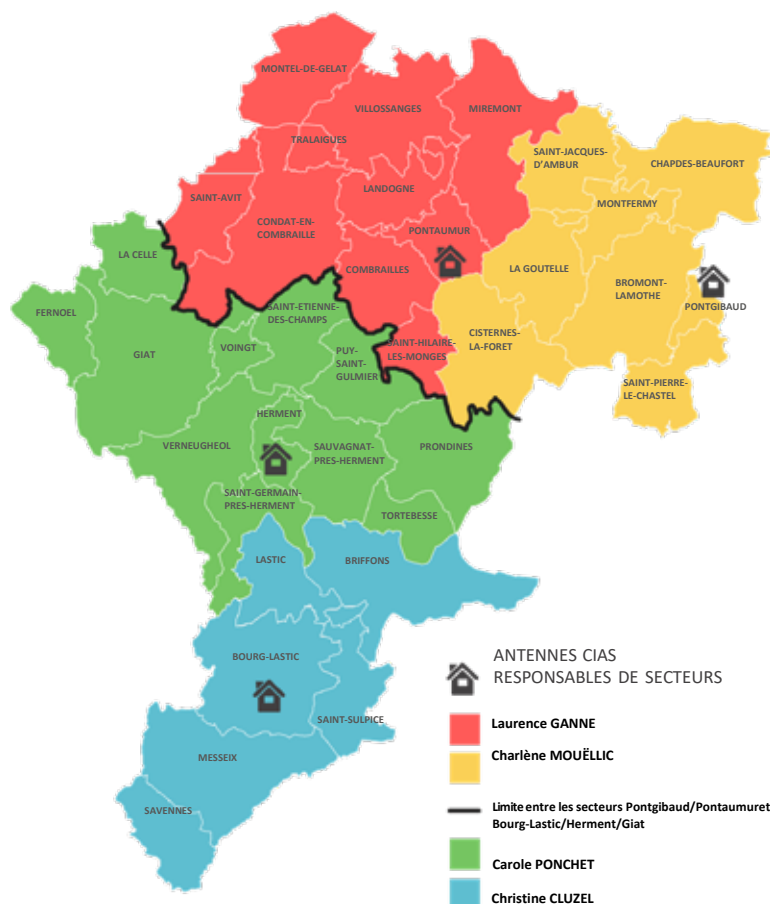 MONTEL-DE-GELAT
VILLOSSANGES
MIREMONT
TRALAIGUES
SAINT-JACQUES-
D'AMBUR
CHAPDES-BEAUFORT
LANDOGNE
SAINT-AVIT
MONTFERMY
CONDAT-EN-
COMBRAILLE
PONTAUMUR
LA CELLE
COMBRAILLES
LA GOUTELLE
BROMONT-
LAMOTHE
PONTGIBAUD
FERNOEL
SAINT-ETIENNE-
DES-CHAMPS
GIAT
VOINGT
PUY-
SAINT-
GULMIER
SAINT-HILAIRE-
LES-MONGES
CISTERNES-
LA-FORET
SAINT-PIERRE-
LE-CHASTEL
HERMENT
VERNEUGHEOL
SAUVAGNAT-
PRES-HERMENT
PRONDINES
SAINT-GERMAIN-
PRES-HERMENT
TORTEBESSE
LASTIC
BRIFFONS
BOURG-LASTIC
SAINT-SULPICE
MESSEIX
SAVENNES
ANTENNES CIAS
RESPONSABLES DE SECTEURS
Laurence GANNE
Charlène MOUËLLIC
Limite entre les secteurs Pontgibaud/Pontaumuret
Bourg-Lastic/Herment/Giat
Carole PONCHET
Christine CLUZEL